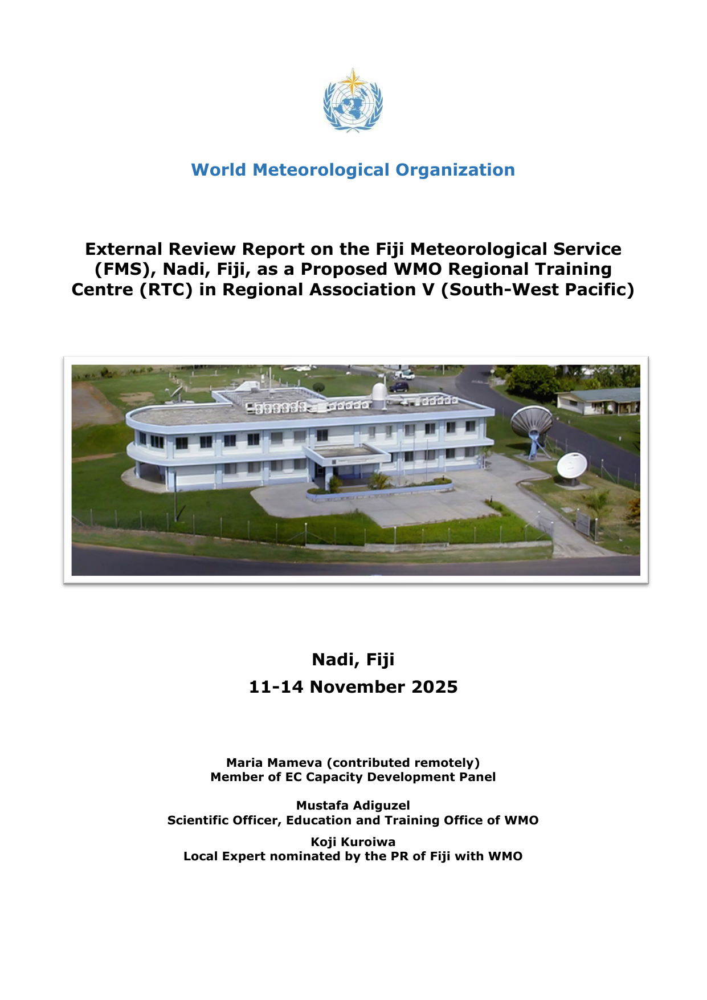 World Meteorological Organization
External Review Report on the Fiji Meteorological Service
(FMS), Nadi, Fiji, as a Proposed WMO Regional Training
Centre (RTC) in Regional Association V (South-West Pacific)
Nadi, Fiji
11-14 November 2025
Maria Mameva (contributed remotely)
Member of EC Capacity Development Panel
Mustafa Adiguzel
Scientific Officer, Education and Training Office of WMO
Koji Kuroiwa
Local Expert nominated by the PR of Fiji with WMO